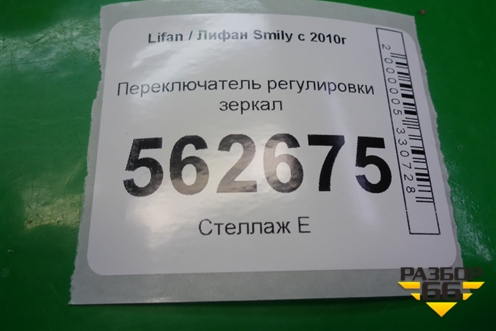 Lifan / Лифан Smily с 2010г
Переключатель регулировки
зеркал
562675
Стеллаж Е
2000005330728
РАЗБОР
66